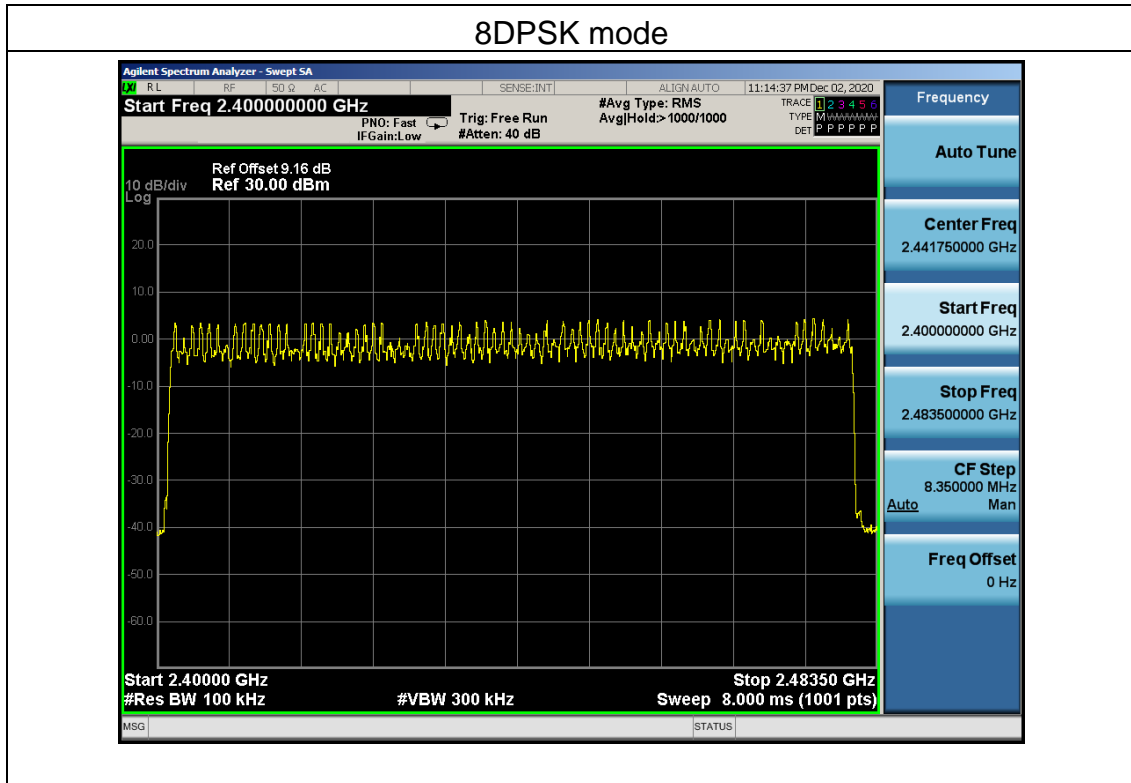 8DPSK mode
Agilent Spectrum Analyzer - Swept SA
LXI RL RF 50 Ω AC SENSE:INT ALIGN AUTO 11:14:37 PM Dec 02, 2020
Start Freq 2.400000000 GHz
PNO: Fast
IFGain:Low
Trig: Free Run
#Atten: 40 dB
#Avg Type: RMS
Avg|Hold:>1000/1000
TRACE 1 2 3 4 5 6
TYPE M W W W W W
DET P P P P P P
Ref Offset 9.16 dB
10 dB/div Ref 30.00 dBm
Log
20.0
10.0
0.00
-10.0
-20.0
-30.0
-40.0
-50.0
-60.0
Start 2.40000 GHz Stop 2.48350 GHz
#Res BW 100 kHz #VBW 300 kHz Sweep 8.000 ms (1001 pts)
MSG STATUS
Frequency
Auto Tune
Center Freq
2.441750000 GHz
Start Freq
2.400000000 GHz
Stop Freq
2.483500000 GHz
CF Step
8.350000 MHz
Auto Man
Freq Offset
0 Hz